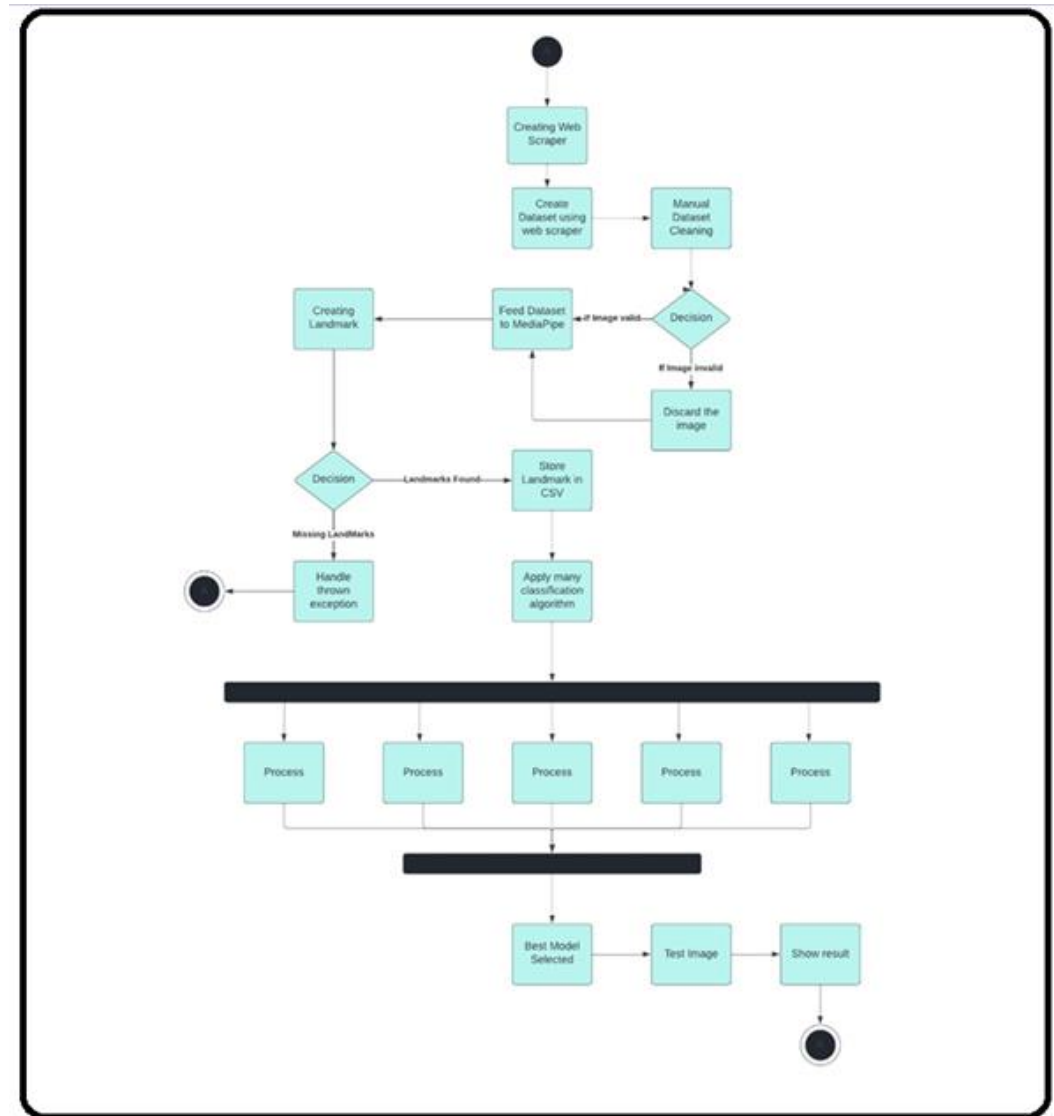 Creating Web
Scraper
Create
Dataset using
web scraper
Manual
Dataset
Cleaning
Creating
Landmark
Feed Dataset
to MediaPipe
If Image valid
Decision
If Image invalid
Discard the
image
Decision
Landmarks Found
Store
Landmark in
CSV
Missing LandMarks
Handle
thrown
exception
Apply many
classification
algorithm
Process
Process
Process
Process
Process
Best Model
Selected
Test Image
Show result